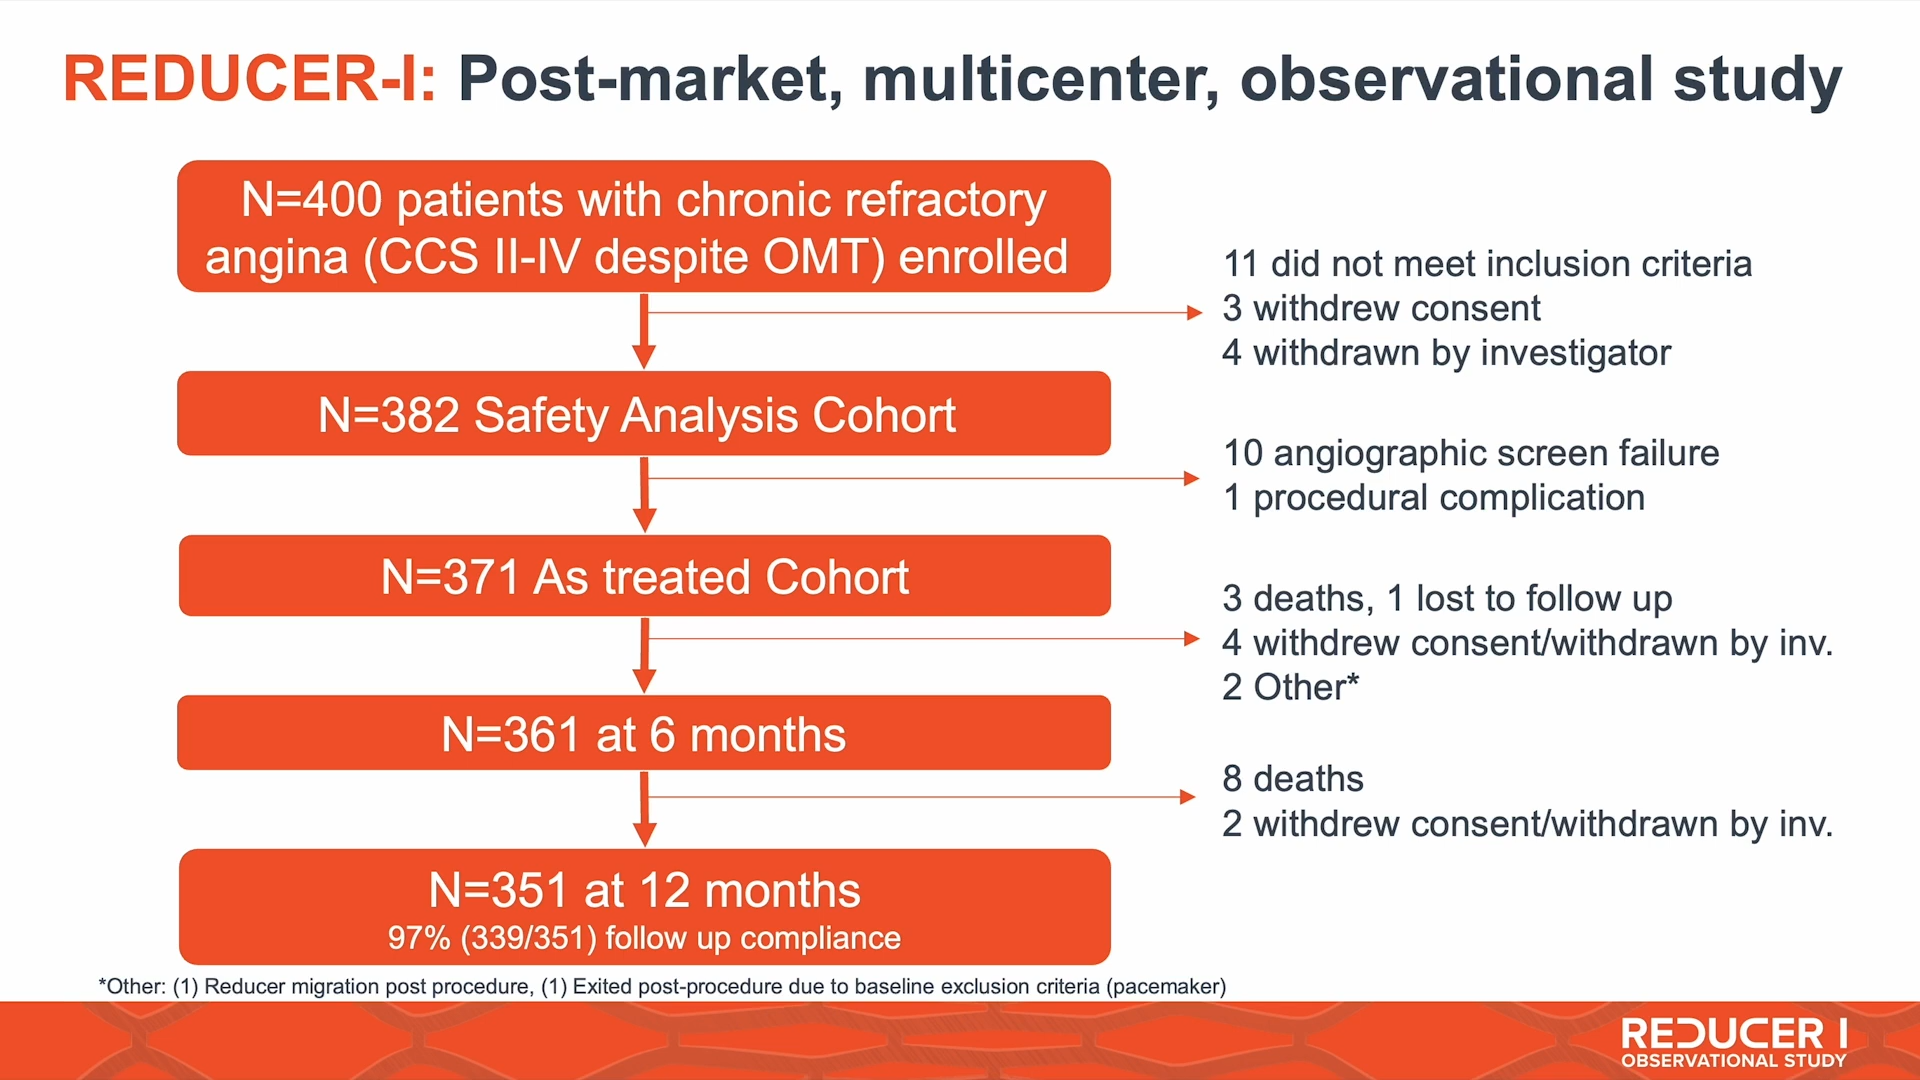 REDUCER-I: Post-market, multicenter, observational study
N=400 patients with chronic refractory
angina (CCS II-IV despite OMT) enrolled
11 did not meet inclusion criteria
3 withdrew consent
4 withdrawn by investigator
N=382 Safety Analysis Cohort
10 angiographic screen failure
1 procedural complication
N=371 As treated Cohort
3 deaths, 1 lost to follow up
4 withdrew consent/withdrawn by inv.
2 Other*
N=361 at 6 months
8 deaths
2 withdrew consent/withdrawn by inv.
N=351 at 12 months
97% (339/351) follow up compliance
*Other: (1) Reducer migration post procedure, (1) Exited post-procedure due to baseline exclusion criteria (pacemaker)
REDUCER I
OBSERVATIONAL STUDY